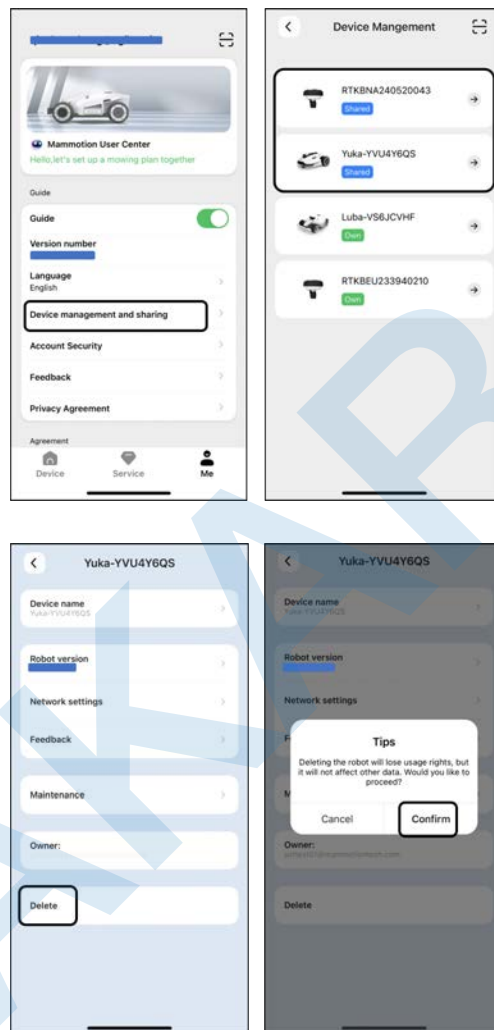 Mammotion User Center
Hello,let's set up a mowing plan together
Guide
Guide
Version number
Language
English
Device management and sharing
Account Security
Feedback
Privacy Agreement
Agreement
Device
Service
Me
Device Mangement
RTKBNA240520043
Shared
Yuka-YVU4Y6QS
Shared
Luba-VS6JCVHF
Own
RTKBEU233940210
Own
Yuka-YVU4Y6QS
Device name
Yuka-YVU4Y6QS
Robot version
Network settings
Feedback
Maintenance
Owner:
Delete
Yuka-YVU4Y6QS
Device name
Yuka-YVU4Y6QS
Robot version
Network settings
Tips
Deleting the robot will lose usage rights, but
it will not affect other data. Would you like to
proceed?
Cancel
Confirm
Owner:
Delete